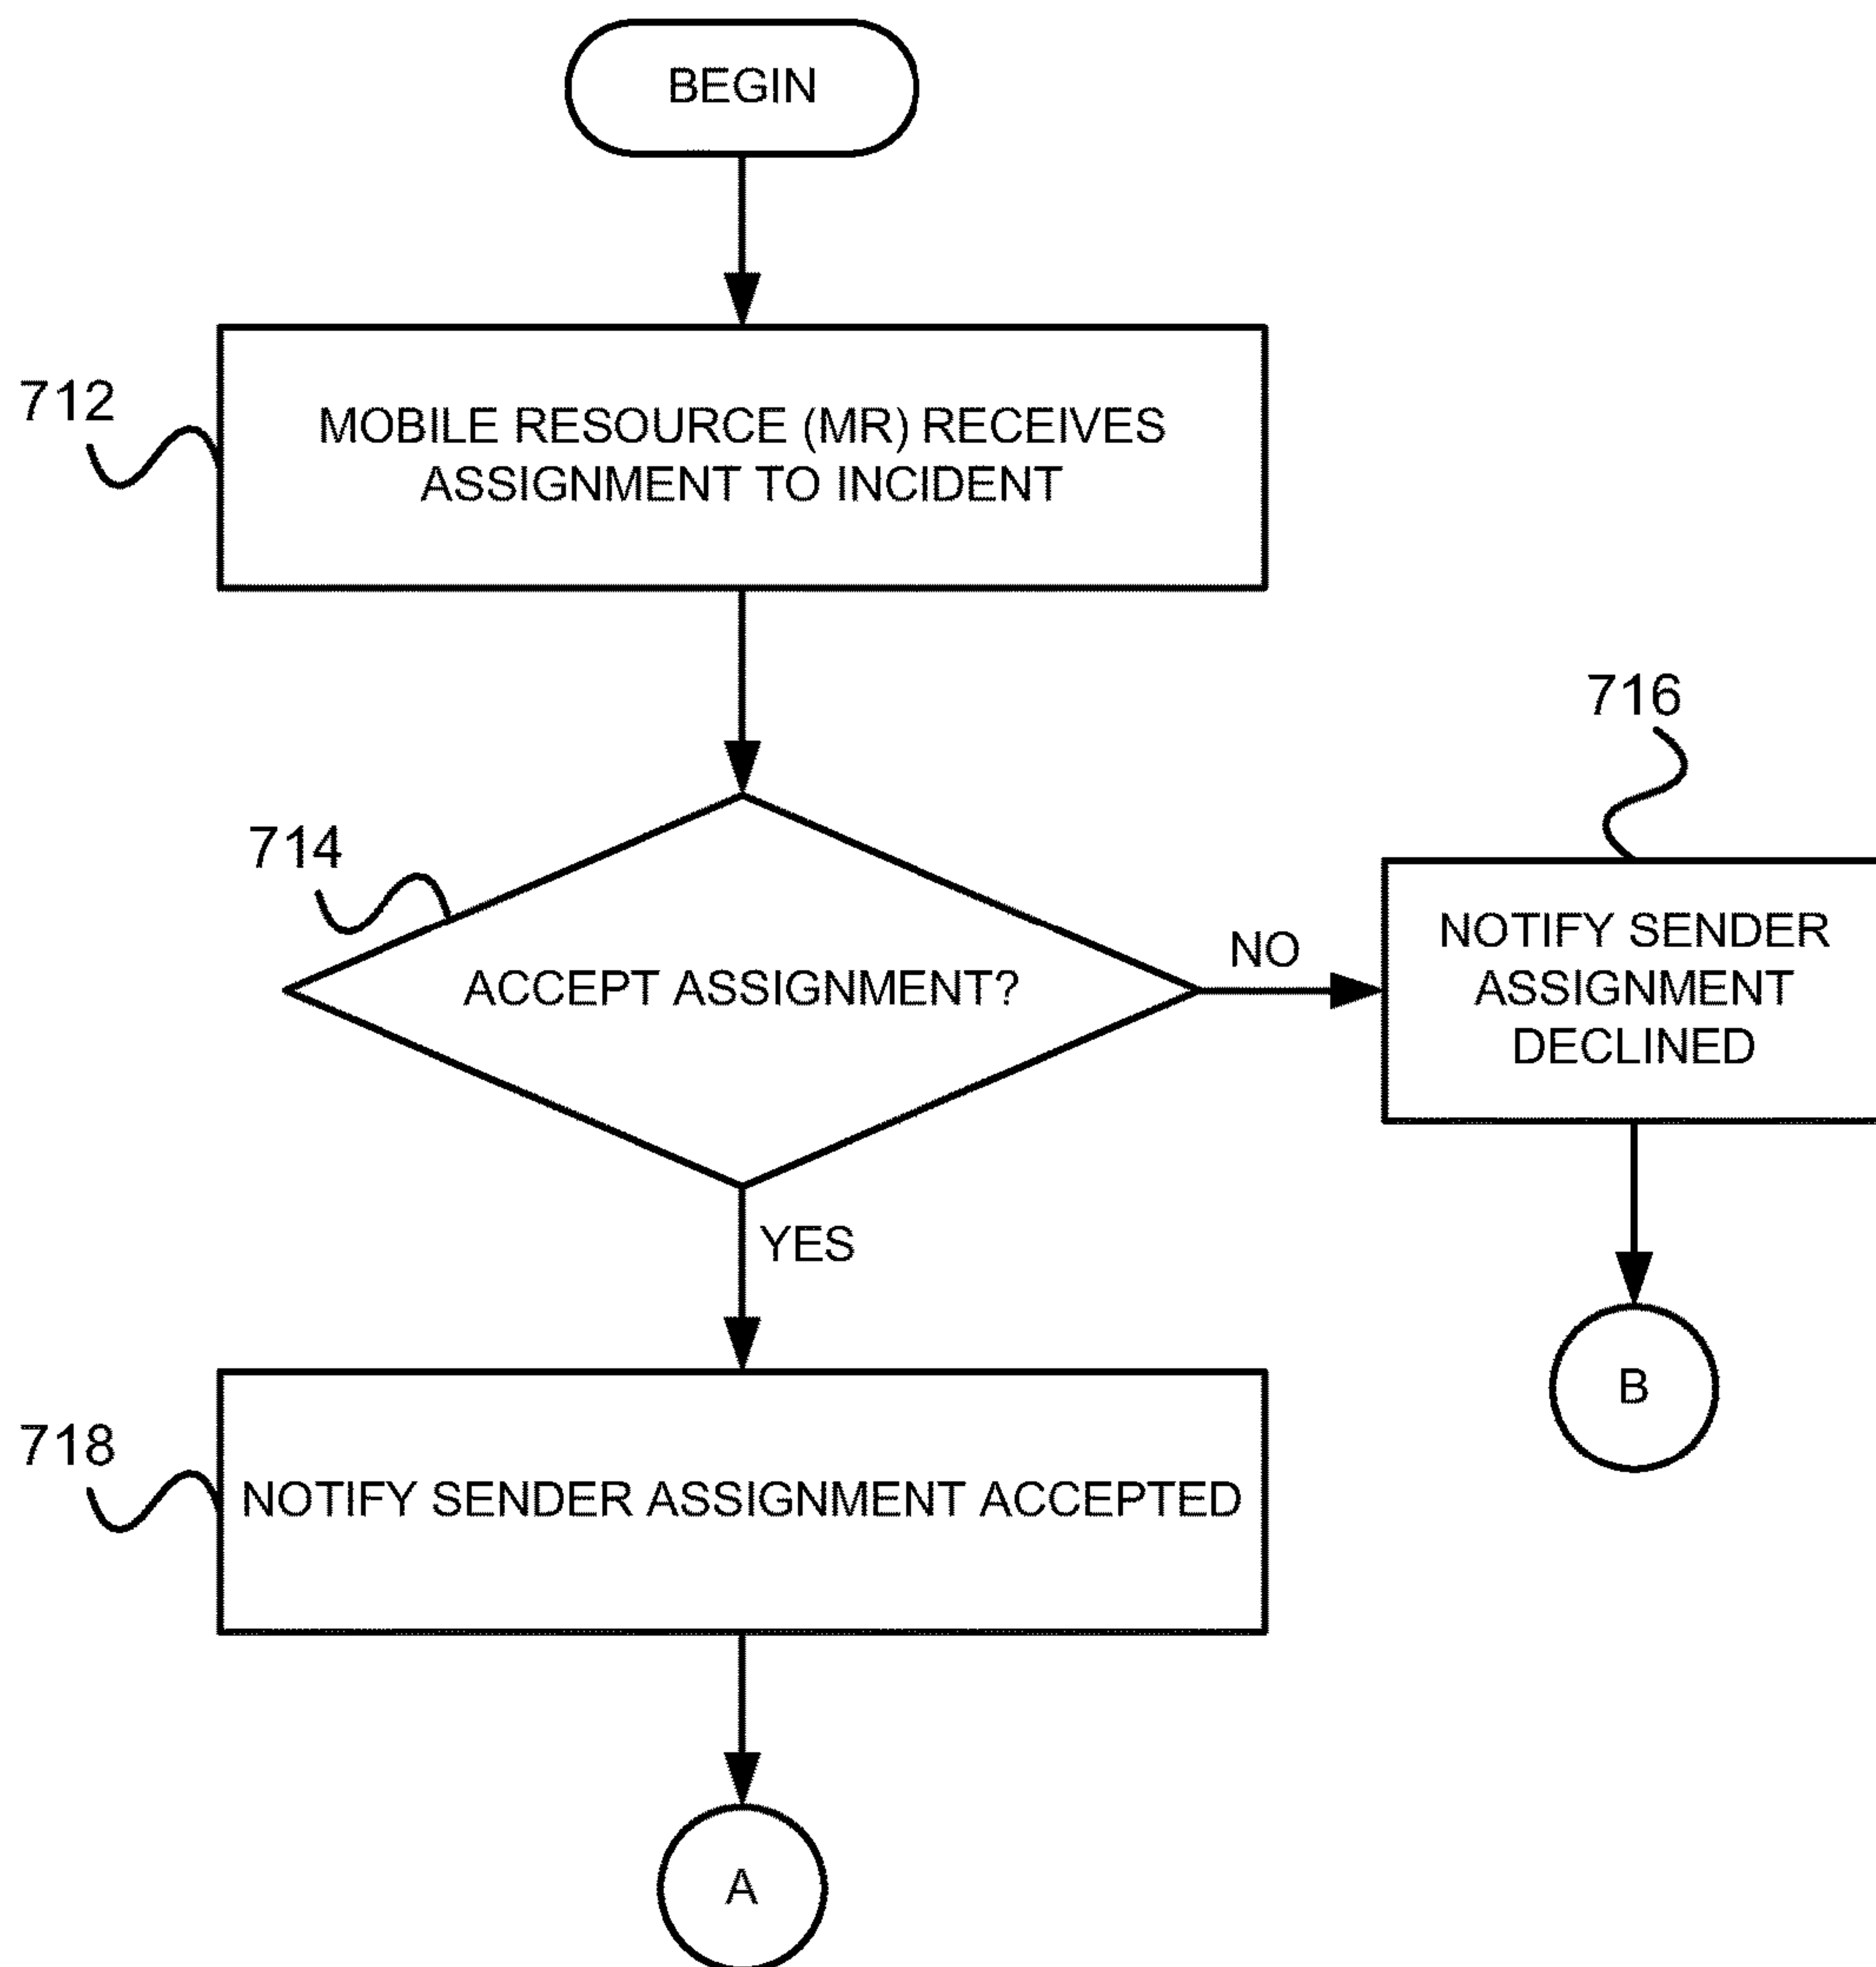 BEGIN
712
MOBILE RESOURCE (MR) RECEIVES
ASSIGNMENT TO INCIDENT
714
ACCEPT ASSIGNMENT?
NO
716
NOTIFY SENDER
ASSIGNMENT
DECLINED
B
YES
718
NOTIFY SENDER ASSIGNMENT ACCEPTED
A